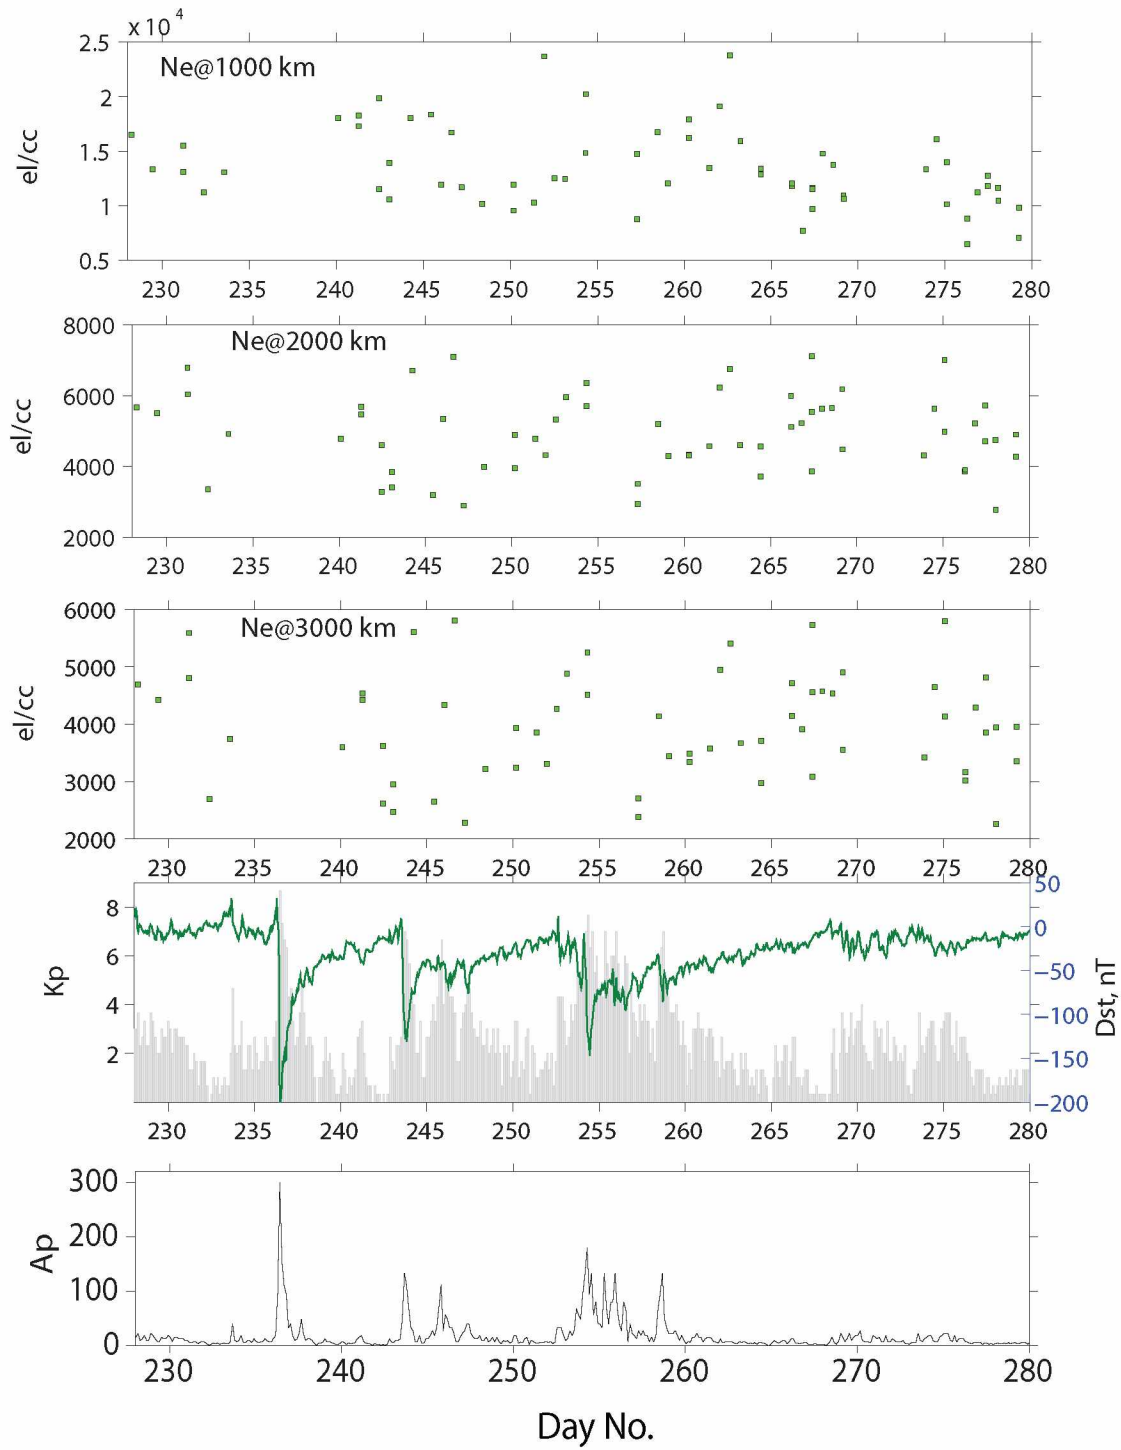 x 10 4
2.5
Ne@1000 km
2
el/cc
1.5
1
0.5
230 235 240 245 250 255 260 265 270 275 280
8000
Ne@2000 km
6000
el/cc
4000
2000
230 235 240 245 250 255 260 265 270 275 280
6000
Ne@3000 km
5000
el/cc
4000
3000
2000
230 235 240 245 250 255 260 265 270 275 280
50
8
0
6
−50
Kp
4
−100
Dst, nT
2
−150
−200
230 235 240 245 250 255 260 265 270 275 280
300
200
Ap
100
0
230 240 250 260 270 280
Day No.